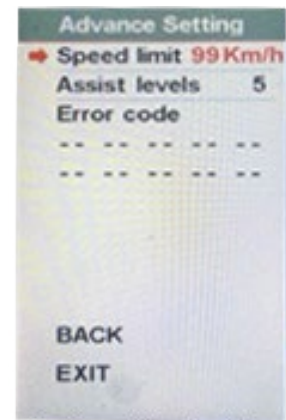 Advance Setting
Speed limit 99Km/h
Assist levels 5
Error code
-- -- -- -- --
-- -- -- -- --
BACK
EXIT